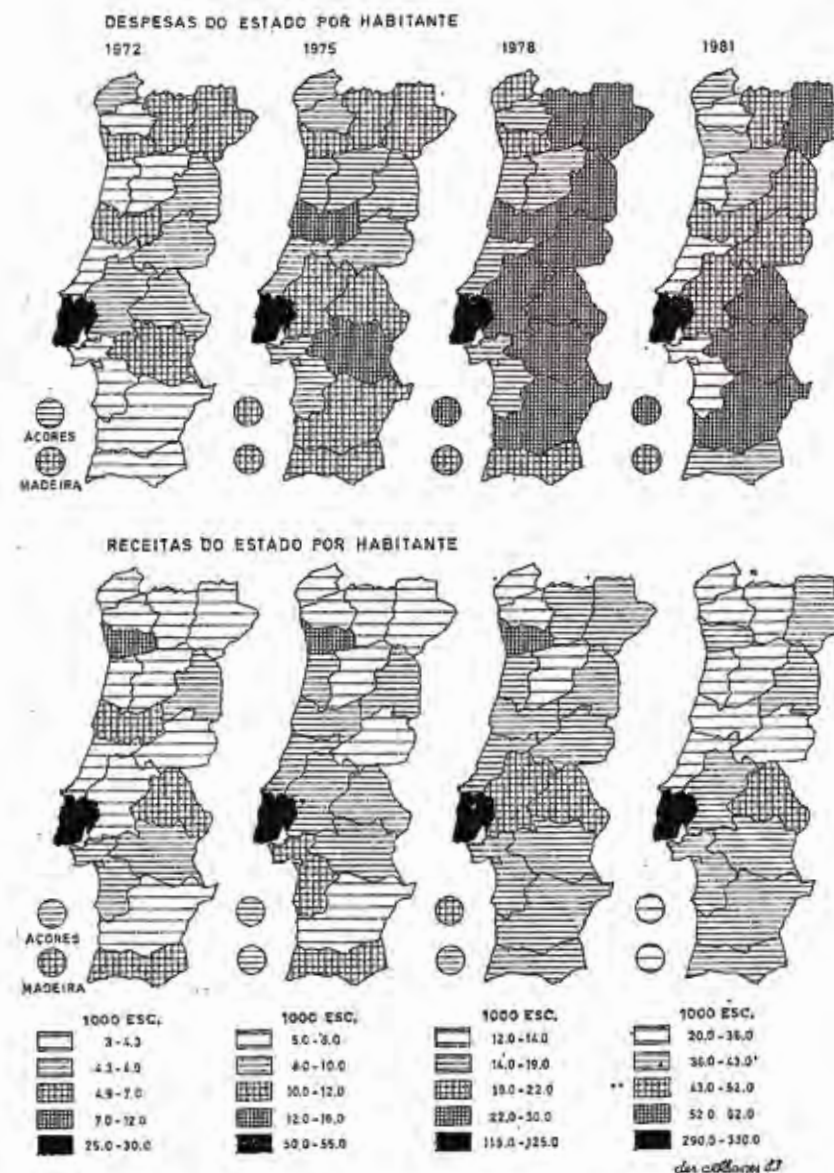 DESPESAS DO ESTADO POR HABITANTE
1972 1975 1978 1981
AÇORES
MADEIRA
RECEITAS DO ESTADO POR HABITANTE
AÇORES
MADEIRA
1000 ESC. 1000 ESC. 1000 ESC. 1000 ESC.
3-4.3 5.0-8.0 12.0-14.0 20.0-36.0
4.3-4.9 8.0-10.0 14.0-19.0 36.0-43.0
4.9-7.0 10.0-12.0 19.0-22.0 43.0-52.0
7.0-12.0 12.0-16.0 22.0-30.0 52.0-62.0
25.0-30.0 50.0-55.0 115.0-125.0 290.0-330.0